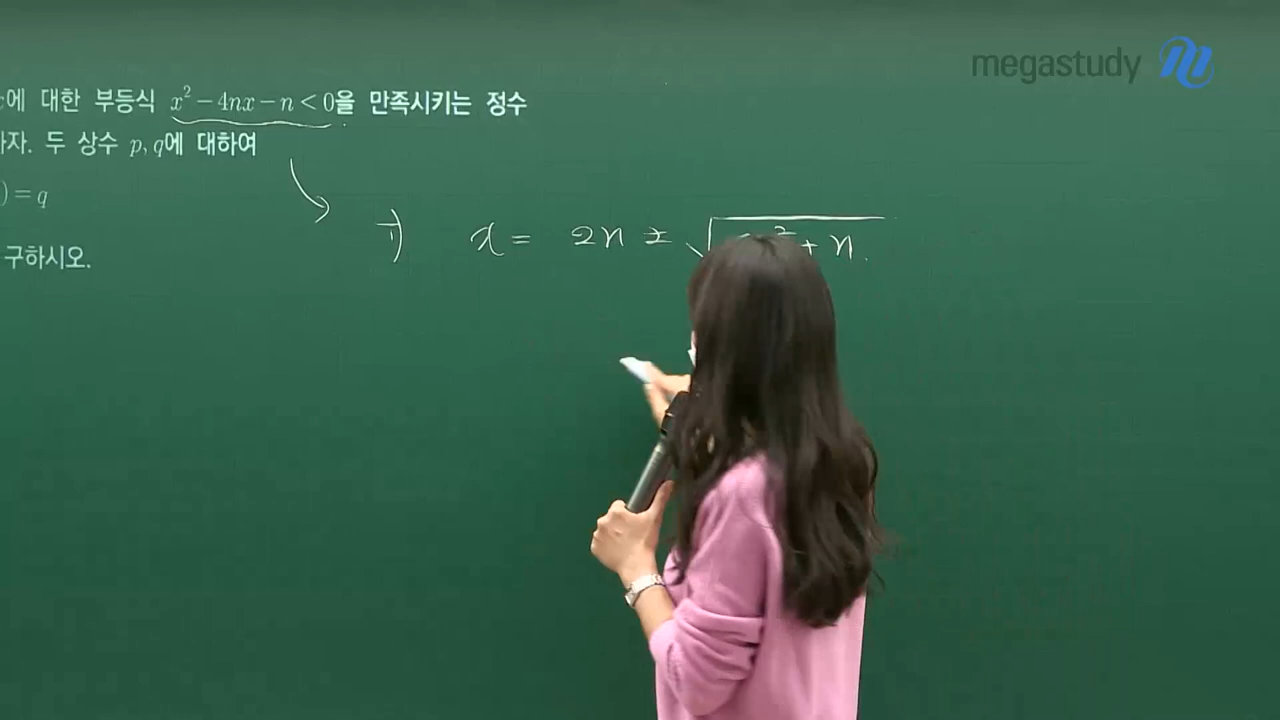 megastudy
에 대한 부등식 x² − 4nx − n < 0을 만족시키는 정수
자. 두 상수 p, q에 대하여
) = q
구하시오.
i) x = 2n ± √ ² + n